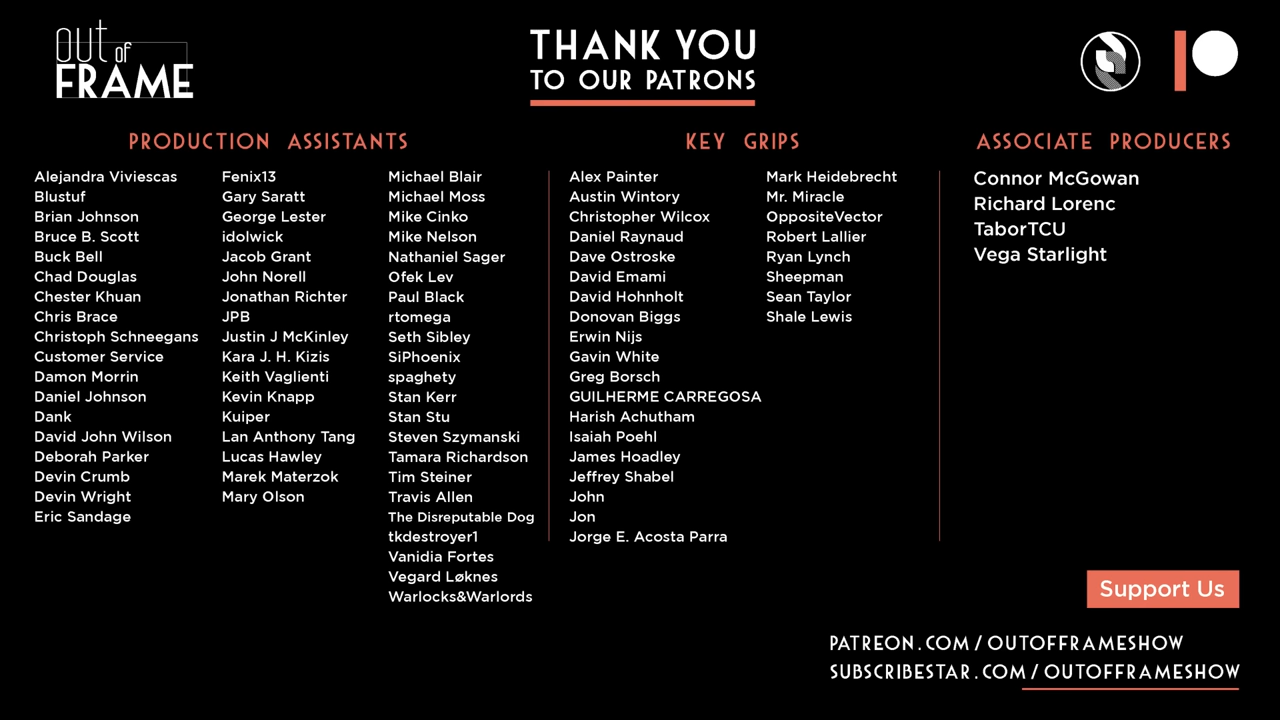 OUT OF
FRAME
THANK YOU
TO OUR PATRONS
PRODUCTION ASSISTANTS
Alejandra Viviescas
Blustuf
Brian Johnson
Bruce B. Scott
Buck Bell
Chad Douglas
Chester Khuan
Chris Brace
Christoph Schneegans
Customer Service
Damon Morrin
Daniel Johnson
Dank
David John Wilson
Deborah Parker
Devin Crumb
Devin Wright
Eric Sandage
Fenix13
Gary Saratt
George Lester
idolwick
Jacob Grant
John Norell
Jonathan Richter
JPB
Justin J McKinley
Kara J. H. Kizis
Keith Vaglienti
Kevin Knapp
Kuiper
Lan Anthony Tang
Lucas Hawley
Marek Materzok
Mary Olson
Michael Blair
Michael Moss
Mike Cinko
Mike Nelson
Nathaniel Sager
Ofek Lev
Paul Black
rtomega
Seth Sibley
SiPhoenix
spaghety
Stan Kerr
Stan Stu
Steven Szymanski
Tamara Richardson
Tim Steiner
Travis Allen
The Disreputable Dog
tkdestroyer1
Vanidia Fortes
Vegard Løknes
Warlocks&Warlords
KEY GRIPS
Alex Painter
Austin Wintory
Christopher Wilcox
Daniel Raynaud
Dave Ostroske
David Emami
David Hohnholt
Donovan Biggs
Erwin Nijs
Gavin White
Greg Borsch
GUILHERME CARREGOSA
Harish Achutham
Isaiah Poehl
James Hoadley
Jeffrey Shabel
John
Jon
Jorge E. Acosta Parra
Mark Heidebrecht
Mr. Miracle
OppositeVector
Robert Lallier
Ryan Lynch
Sheepman
Sean Taylor
Shale Lewis
ASSOCIATE PRODUCERS
Connor McGowan
Richard Lorenc
TaborTCU
Vega Starlight
Support Us
PATREON.COM/OUTOFFRAMESHOW
SUBSCRIBESTAR.COM/OUTOFFRAMESHOW